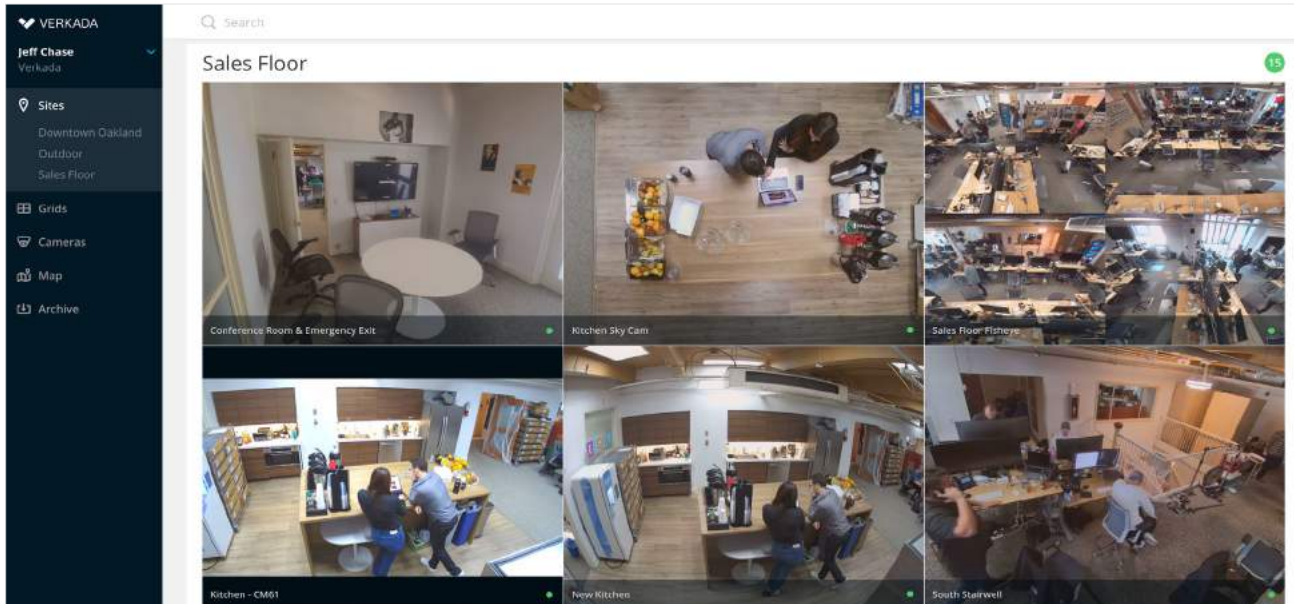 VERKADA
Search
Jeff Chase
Verkada
Sites
Downtown Oakland
Outdoor
Sales Floor
Grids
Cameras
Map
Archive
Sales Floor
15
Conference Room & Emergency Exit
Kitchen Sky Cam
Sales Floor Fisheye
Kitchen - CM61
New Kitchen
South Stairwell